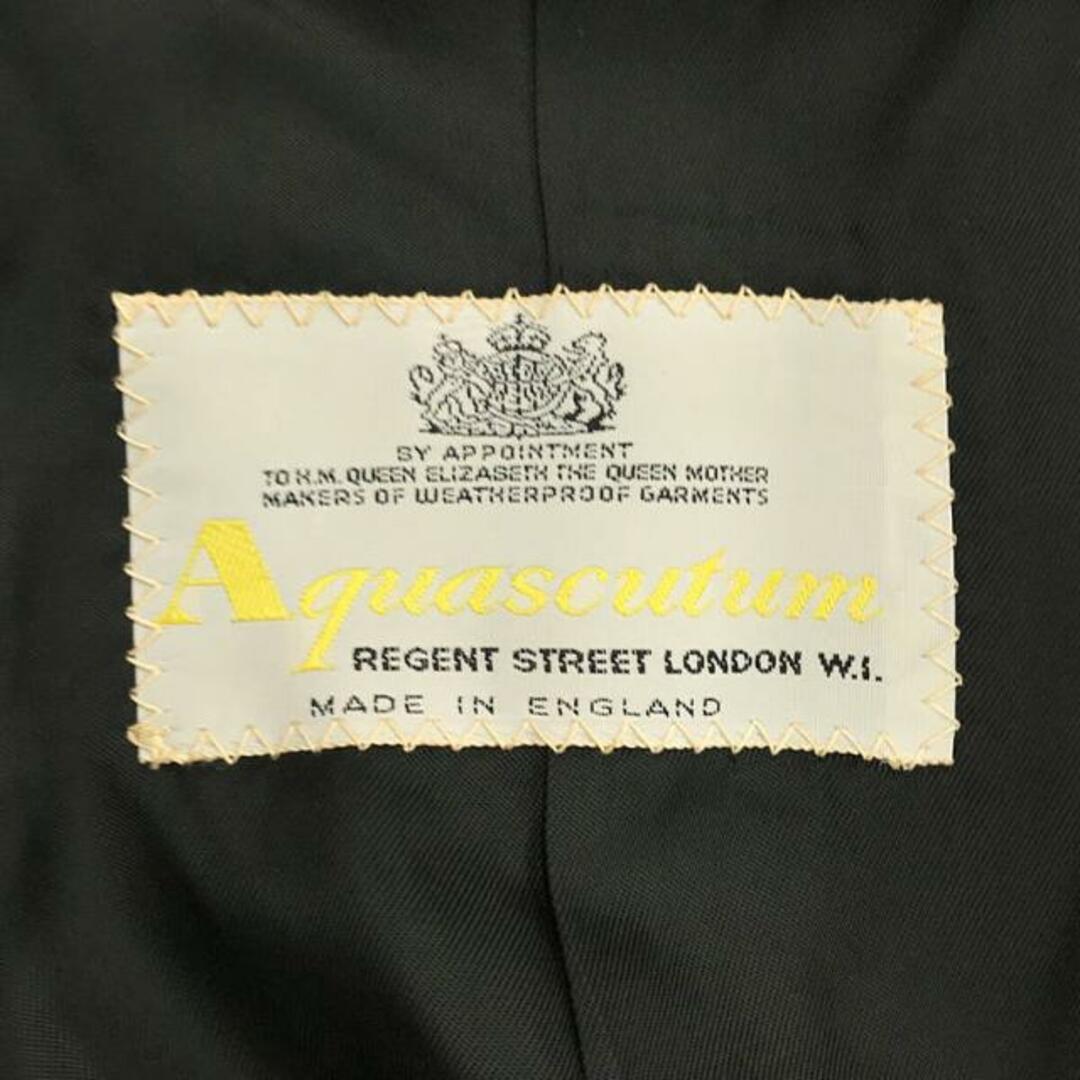 BY APPOINTMENT
TO H.M. QUEEN ELIZABETH THE QUEEN MOTHER
MAKERS OF WEATHERPROOF GARMENTS
Aquascutum
REGENT STREET LONDON W.1.
MADE IN ENGLAND